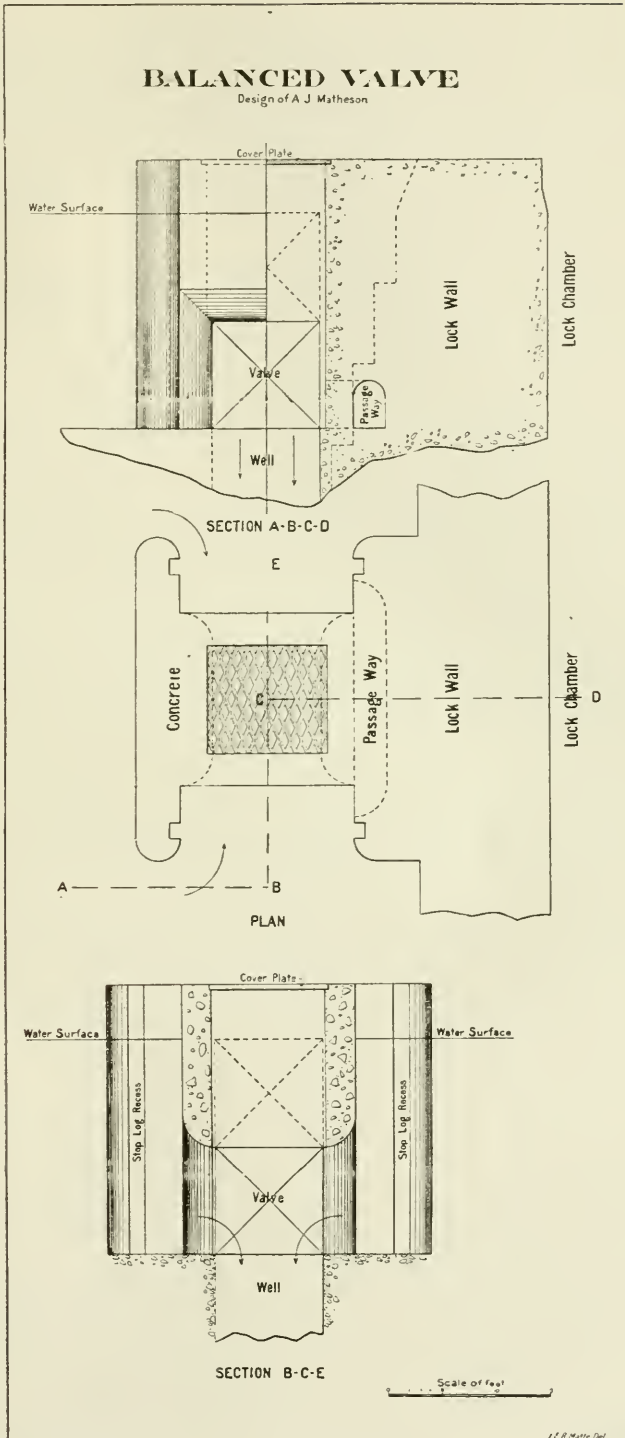 BALANCED VALVE
Design of A J Matheson
Cover Plate
Water Surface
Lock Wall
Lock Chamber
Valve
Passage
Way
Well
SECTION A-B-C-D
E
Concrete
C
Passage Way
Lock Wall
Lock Chamber
D
A
B
PLAN
Cover Plate
Water Surface
Water Surface
Stop Log Recess
Stop Log Recess
Valve
Well
SECTION B-C-E
Scale of feet